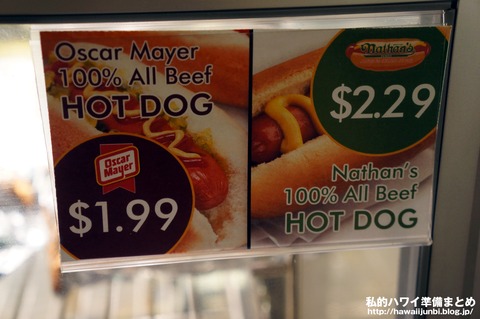 Oscar Mayer
100% All Beef
HOT DOG
Oscar
Mayer
$1.99
Nathan's
$2.29
Nathan's
100% All Beef
HOT DOG
私的ハワイ準備まとめ
http://hawaiijunbi.blog.jp/